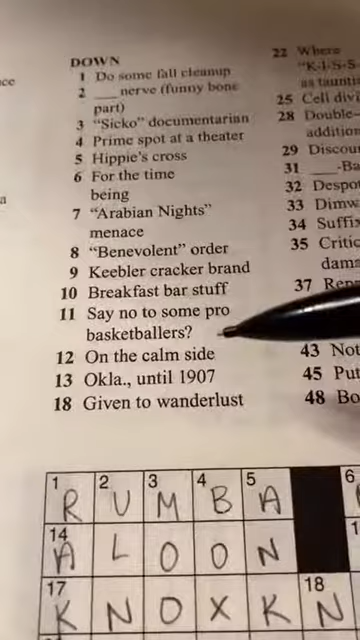 DOWN
1 Do some fall cleanup
2 ___ nerve (funny bone
part)
3 “Sicko” documentarian
4 Prime spot at a theater
5 Hippie's cross
6 For the time
being
7 “Arabian Nights”
menace
8 “Benevolent” order
9 Keebler cracker brand
10 Breakfast bar stuff
11 Say no to some pro
basketballers?
12 On the calm side
13 Okla., until 1907
18 Given to wanderlust
22 Where
“K-I-S-S-
as taunti
25 Cell divi
28 Double-
addition
29 Discou
31 ___-Ba
32 Despo
33 Dimw
34 Suffix
35 Critic
dama
37
43 Not
45 Put
48 Bo
1 R 2 U 3 M 4 B 5 A 6
14 A L O O N
17 K N O X K 18 N